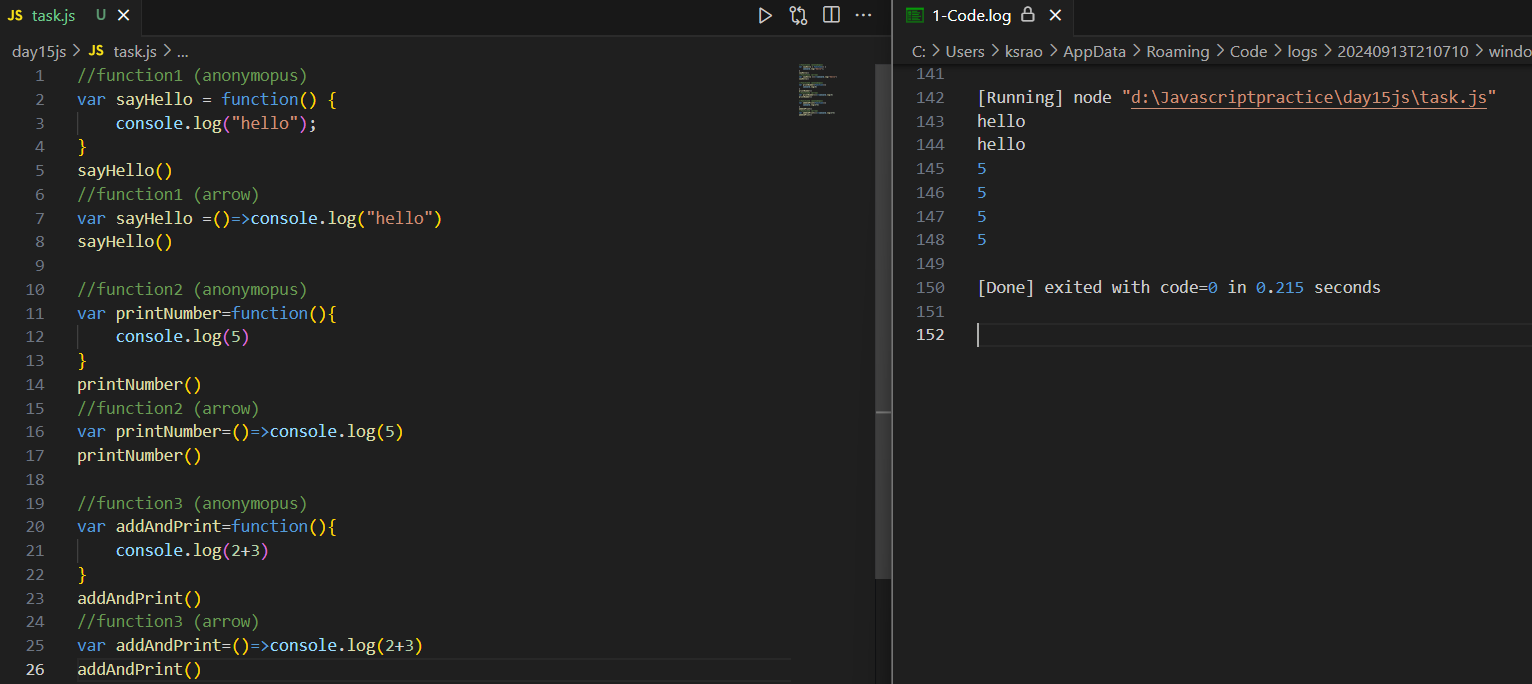 JS task.js U
day15js > JS task.js > ...
1 //function1 (anonymopus)
2 var sayHello = function() {
3 console.log("hello");
4 }
5 sayHello()
6 //function1 (arrow)
7 var sayHello =()=>console.log("hello")
8 sayHello()
9
10 //function2 (anonymopus)
11 var printNumber=function(){
12 console.log(5)
13 }
14 printNumber()
15 //function2 (arrow)
16 var printNumber=()=>console.log(5)
17 printNumber()
18
19 //function3 (anonymopus)
20 var addAndPrint=function(){
21 console.log(2+3)
22 }
23 addAndPrint()
24 //function3 (arrow)
25 var addAndPrint=()=>console.log(2+3)
26 addAndPrint()
1-Code.log
C: > Users > ksrao > AppData > Roaming > Code > logs > 20240913T210710 > windo
141
142 [Running] node "d:\Javascriptpractice\day15js\task.js"
143 hello
144 hello
145 5
146 5
147 5
148 5
149
150 [Done] exited with code=0 in 0.215 seconds
151
152